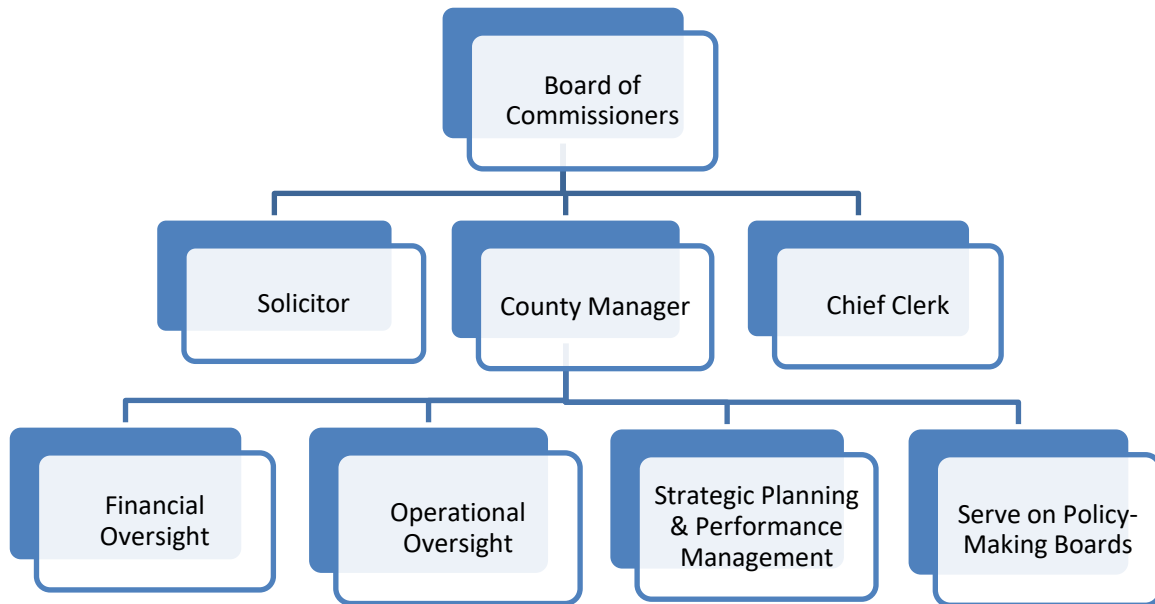 Board of
Commissioners
Solicitor
County Manager
Chief Clerk
Financial
Oversight
Operational
Oversight
Strategic Planning
& Performance
Management
Serve on Policy-
Making Boards